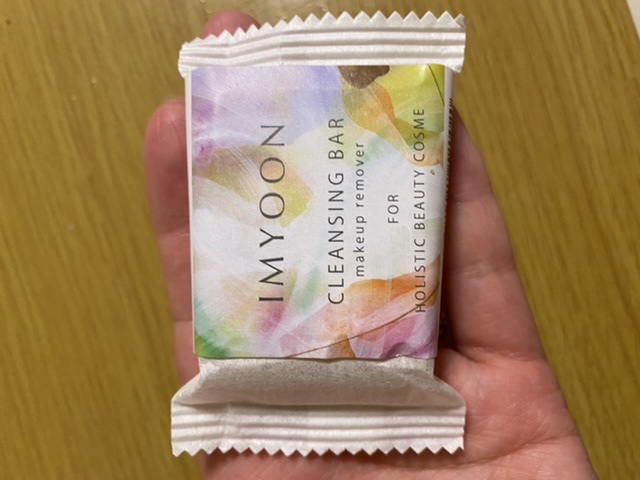 IMYOON
CLEANSING BAR
makeup remover
FOR
HOLISTIC BEAUTY COSME